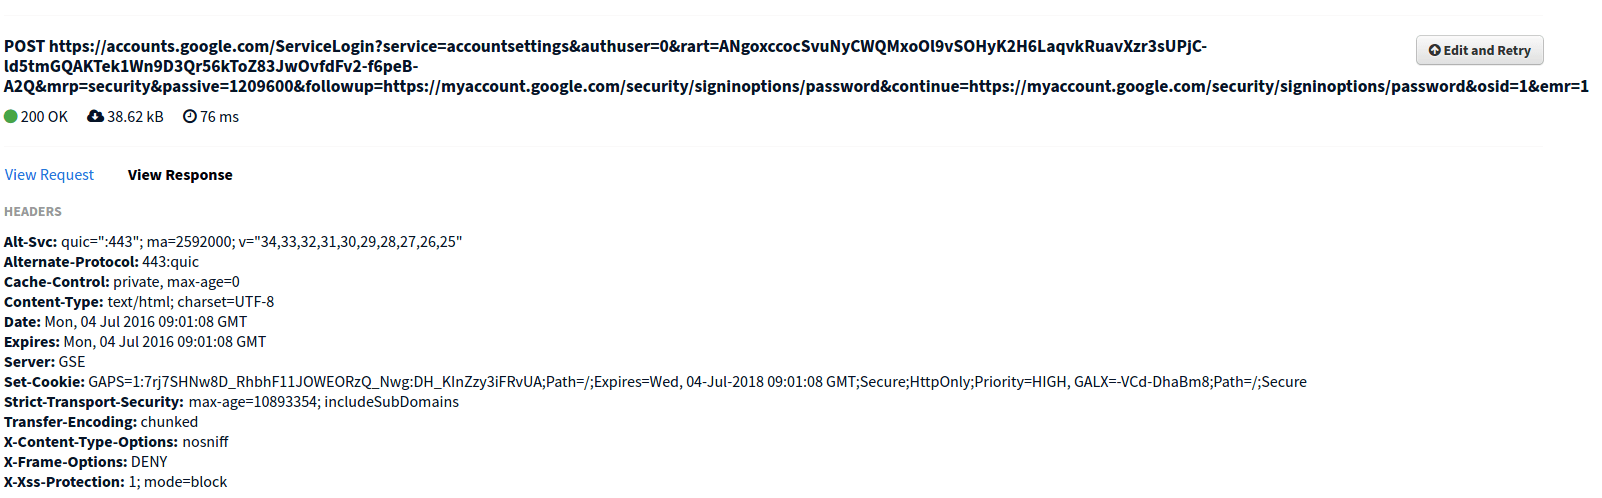 POST https://accounts.google.com/ServiceLogin?service=accountsettings&authuser=0&rart=ANgoxccocSvuNyCWQMxoOl9vSOHyK2H6LaqvkRuavXzr3sUPjC-
ld5tmGQAKTek1Wn9D3Qr56kToZ83JwOvfdFv2-f6peB-
A2Q&mrp=security&passive=1209600&followup=https://myaccount.google.com/security/signinoptions/password&continue=https://myaccount.google.com/security/signinoptions/password&osid=1&emr=1
Edit and Retry
200 OK 38.62 kB 76 ms
View Request View Response
HEADERS
Alt-Svc: quic=":443"; ma=2592000; v="34,33,32,31,30,29,28,27,26,25"
Alternate-Protocol: 443:quic
Cache-Control: private, max-age=0
Content-Type: text/html; charset=UTF-8
Date: Mon, 04 Jul 2016 09:01:08 GMT
Expires: Mon, 04 Jul 2016 09:01:08 GMT
Server: GSE
Set-Cookie: GAPS=1:7rj7SHNw8D_RhbhF11JOWEORzQ_Nwg:DH_KInZzy3iFRvUA;Path=/;Expires=Wed, 04-Jul-2018 09:01:08 GMT;Secure;HttpOnly;Priority=HIGH, GALX=-VCd-DhaBm8;Path=/;Secure
Strict-Transport-Security: max-age=10893354; includeSubDomains
Transfer-Encoding: chunked
X-Content-Type-Options: nosniff
X-Frame-Options: DENY
X-Xss-Protection: 1; mode=block